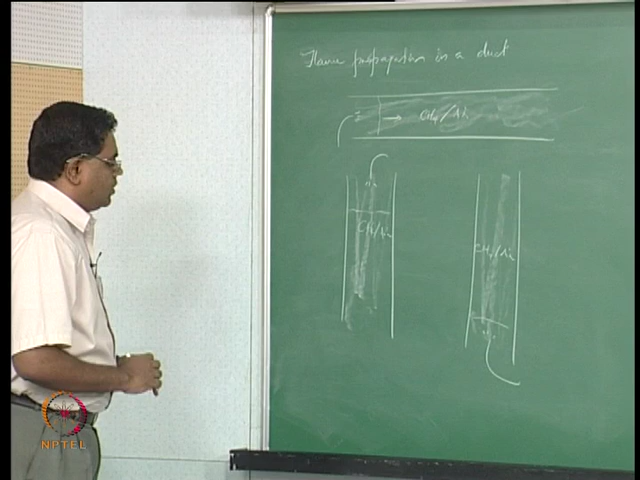 Flame propagation in a duct
CH4/Air
CH4/Air
CH4/Air
NPTEL